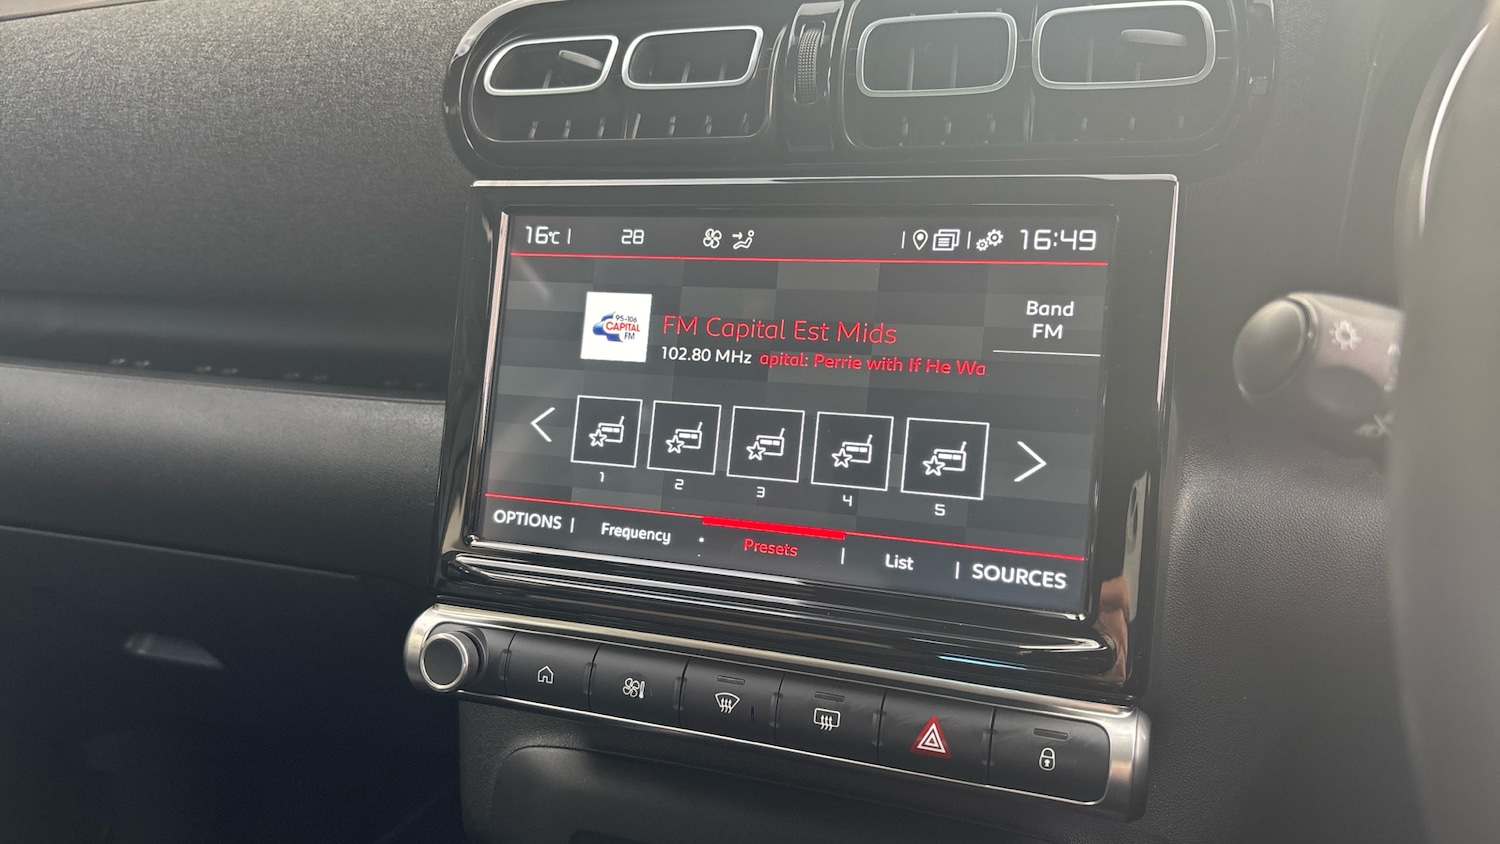 16°C 28 16:49
95-106
CAPITAL
FM
FM Capital Est Mids
102.80 MHz apital: Perrie with If He Wa
Band
FM
1 2 3 4 5
OPTIONS Frequency Presets List SOURCES